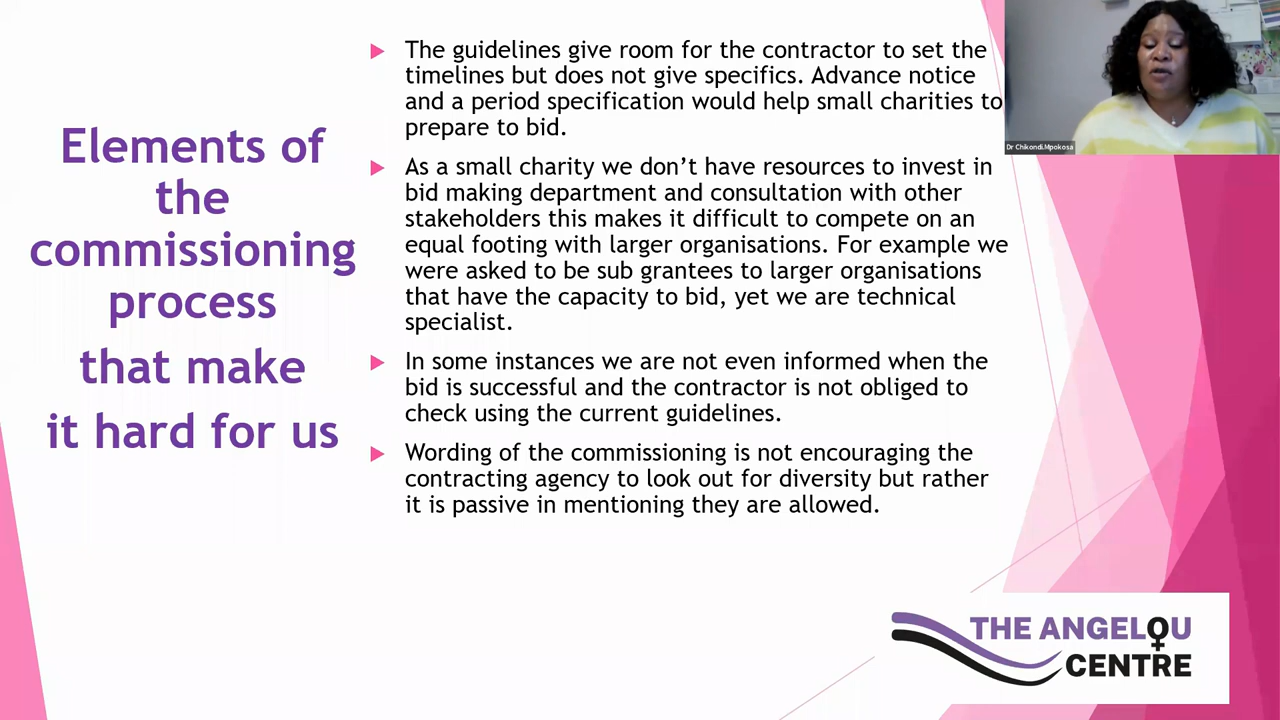 Elements of
the
commissioning
process
that make
it hard for us
The guidelines give room for the contractor to set the
timelines but does not give specifics. Advance notice
and a period specification would help small charities to
prepare to bid.
As a small charity we don’t have resources to invest in
bid making department and consultation with other
stakeholders this makes it difficult to compete on an
equal footing with larger organisations. For example we
were asked to be sub grantees to larger organisations
that have the capacity to bid, yet we are technical
specialist.
In some instances we are not even informed when the
bid is successful and the contractor is not obliged to
check using the current guidelines.
Wording of the commissioning is not encouraging the
contracting agency to look out for diversity but rather
it is passive in mentioning they are allowed.
Dr Chikondi.Mpokosa
THE ANGELOU
CENTRE